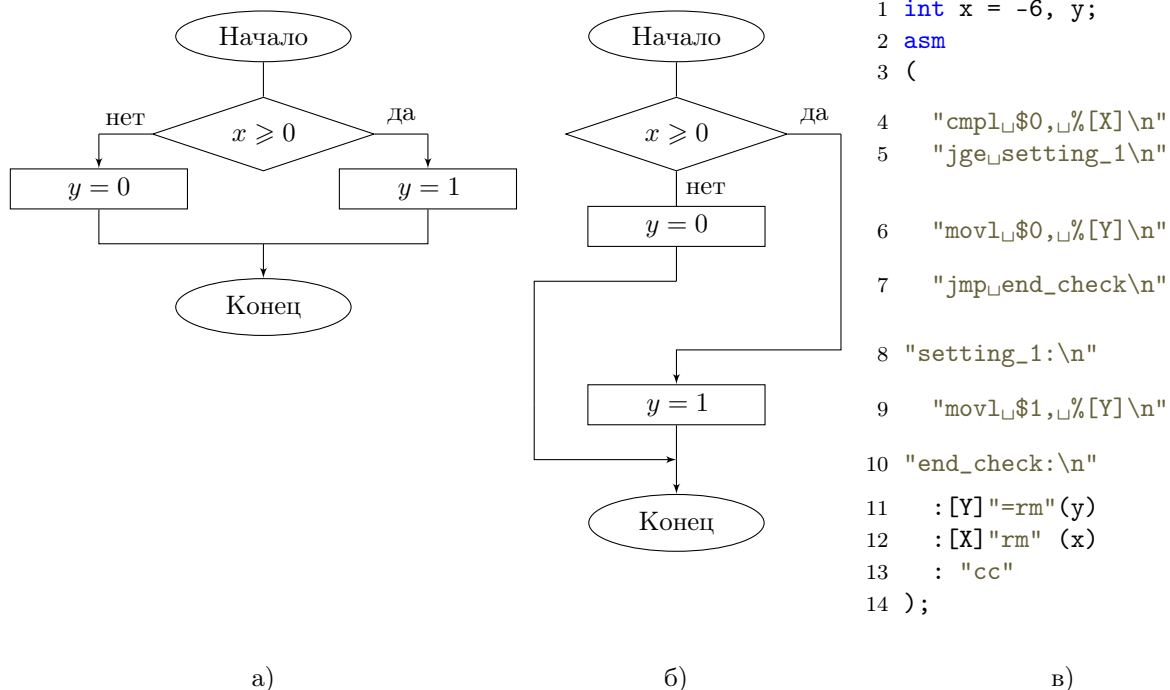 Начало
x ⩾ 0
нет
да
y = 0
y = 1
Конец
а)
Начало
x ⩾ 0
да
нет
y = 0
y = 1
Конец
б)
1 int x = -6, y;
2 asm
3 (
4 "cmpl␣$0,␣%[X]\n"
5 "jge␣setting_1\n"
6 "movl␣$0,␣%[Y]\n"
7 "jmp␣end_check\n"
8 "setting_1:\n"
9 "movl␣$1,␣%[Y]\n"
10 "end_check:\n"
11 :[Y]"=rm"(y)
12 :[X]"rm" (x)
13 : "cc"
14 );
в)